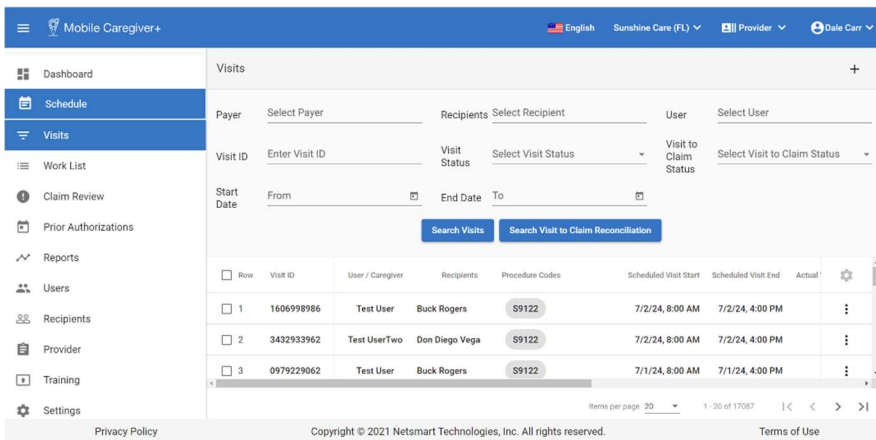 Mobile Caregiver+
English
Sunshine Care (FL)
Provider
Dale Carr
Dashboard
Schedule
Visits
Work List
Claim Review
Prior Authorizations
Reports
Users
Recipients
Provider
Training
Settings
Visits
+
Payer Select Payer Recipients Select Recipient User Select User
Visit ID Enter Visit ID Visit Status Select Visit Status Visit to Claim Status Select Visit to Claim Status
Start Date From End Date To
Search Visits Search Visit to Claim Reconciliation
Row Visit ID User / Caregiver Recipients Procedure Codes Scheduled Visit Start Scheduled Visit End Actual
1 1606998986 Test User Buck Rogers S9122 7/2/24, 8:00 AM 7/2/24, 4:00 PM
2 3432933962 Test UserTwo Don Diego Vega S9122 7/2/24, 8:00 AM 7/2/24, 4:00 PM
3 0979229062 Test User Buck Rogers S9122 7/1/24, 8:00 AM 7/1/24, 4:00 PM
Items per page 20 1 - 20 of 17087
Privacy Policy Copyright © 2021 Netsmart Technologies, Inc. All rights reserved. Terms of Use